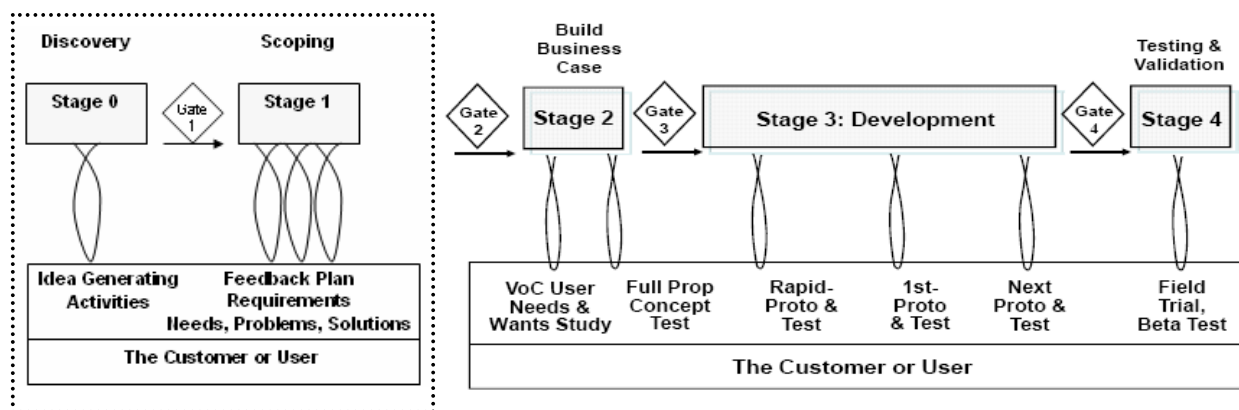 Discovery
Scoping
Stage 0
Gate
1
Stage 1
Idea Generating
Activities
Feedback Plan
Requirements
Needs, Problems, Solutions
The Customer or User
Build
Business
Case
Testing &
Validation
Gate
2
Stage 2
Gate
3
Stage 3: Development
Gate
4
Stage 4
VoC User
Needs &
Wants Study
Full Prop
Concept
Test
Rapid-
Proto &
Test
1st-
Proto
& Test
Next
Proto &
Test
Field
Trial,
Beta Test
The Customer or User